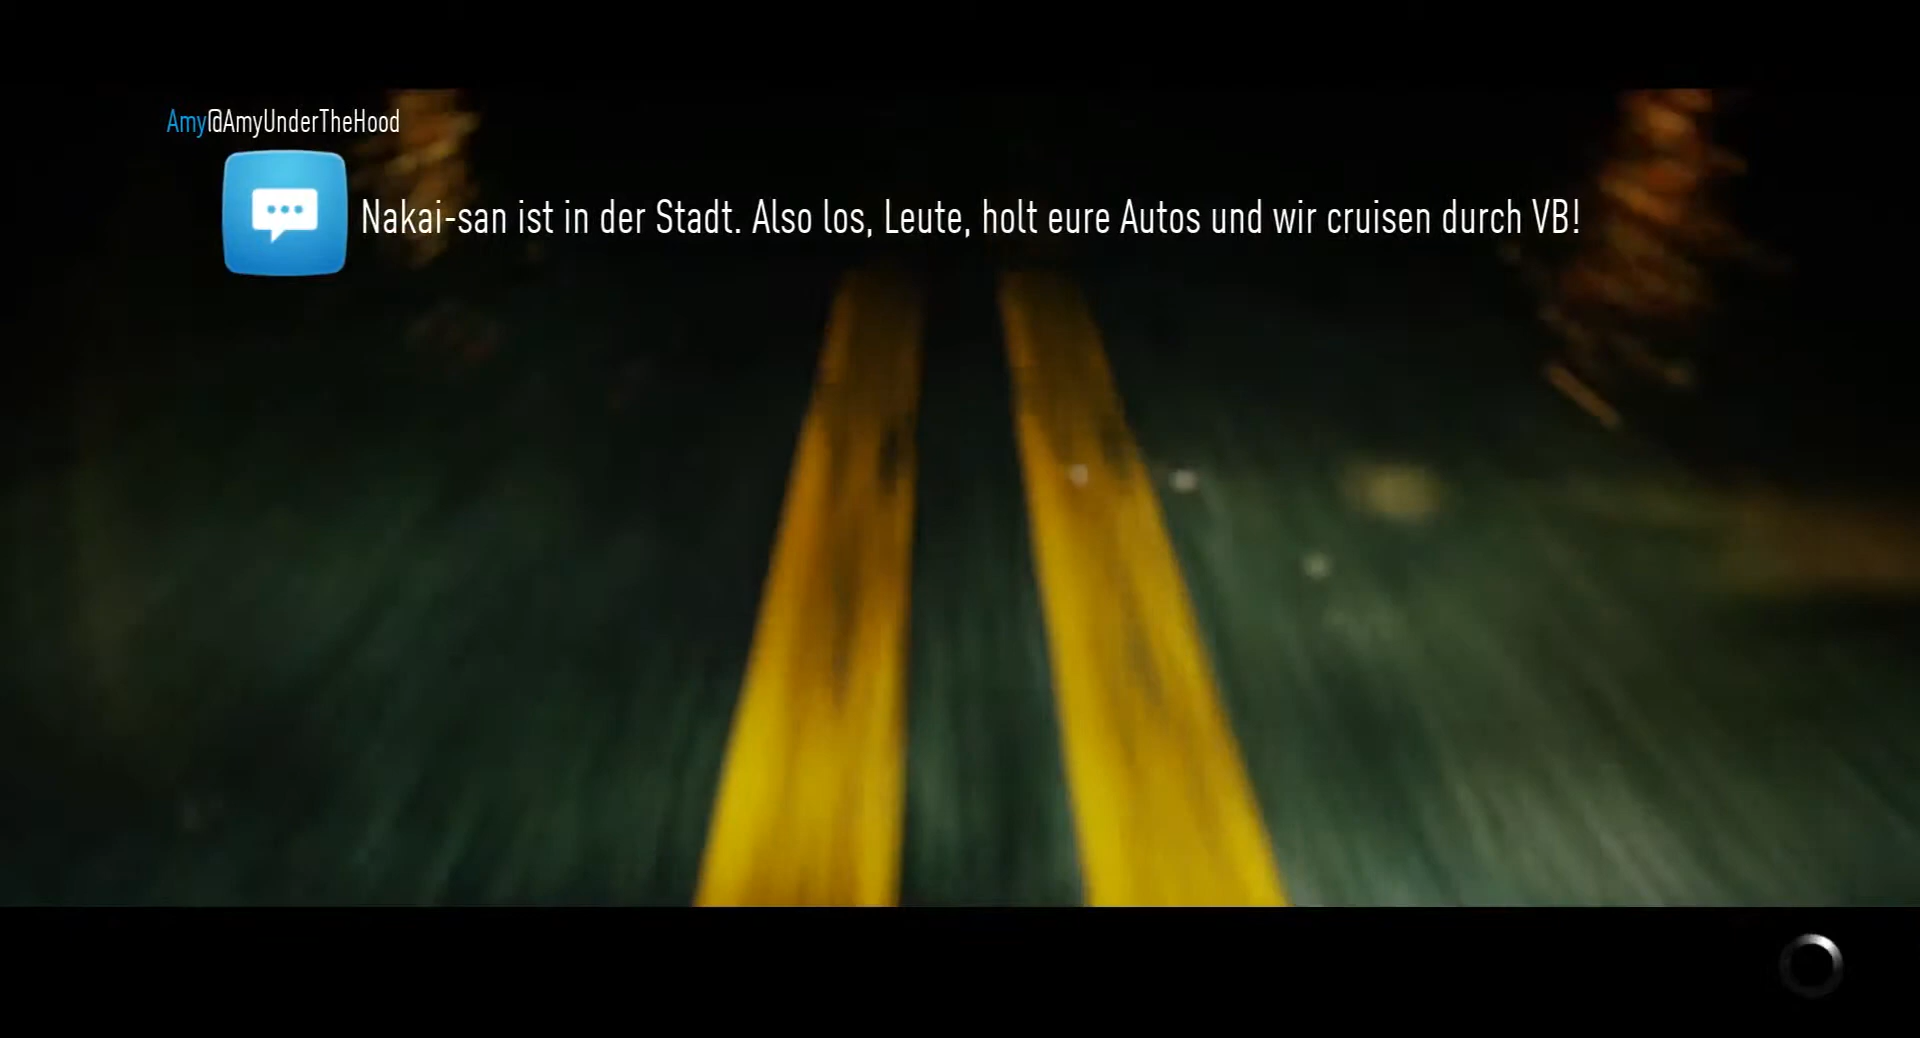 Amy@AmyUnderTheHood
Nakai-san ist in der Stadt. Also los, Leute, holt eure Autos und wir cruisen durch VB!